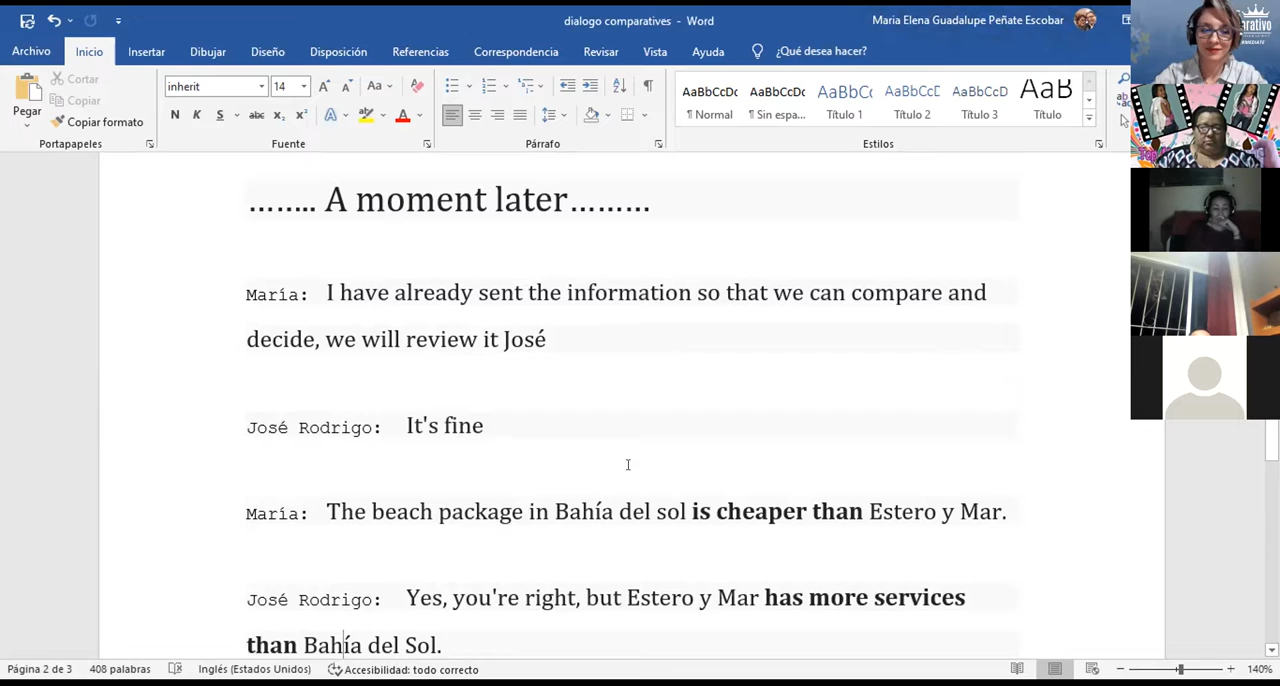 dialogo comparatives - Word
Maria Elena Guadalupe Peñate Escobar
Archivo Inicio Insertar Dibujar Diseño Disposición Referencias Correspondencia Revisar Vista Ayuda ¿Qué desea hacer?
Pegar
Cortar
Copiar
Copiar formato
Portapapeles
inherit 14
N K S abc x₂ x²
Fuente
Párrafo
AaBbCcDc AaBbCcDc AaBbCc AaBbCcD AaBbCcD AaB
¶ Normal ¶ Sin espa... Título 1 Título 2 Título 3 Título
Estilos
…….. A moment later………
María: I have already sent the information so that we can compare and
decide, we will review it José
José Rodrigo: It's fine
María: The beach package in Bahía del sol is cheaper than Estero y Mar.
José Rodrigo: Yes, you're right, but Estero y Mar has more services
than Bahía del Sol.
Página 2 de 3 408 palabras Inglés (Estados Unidos) Accesibilidad: todo correcto 140%